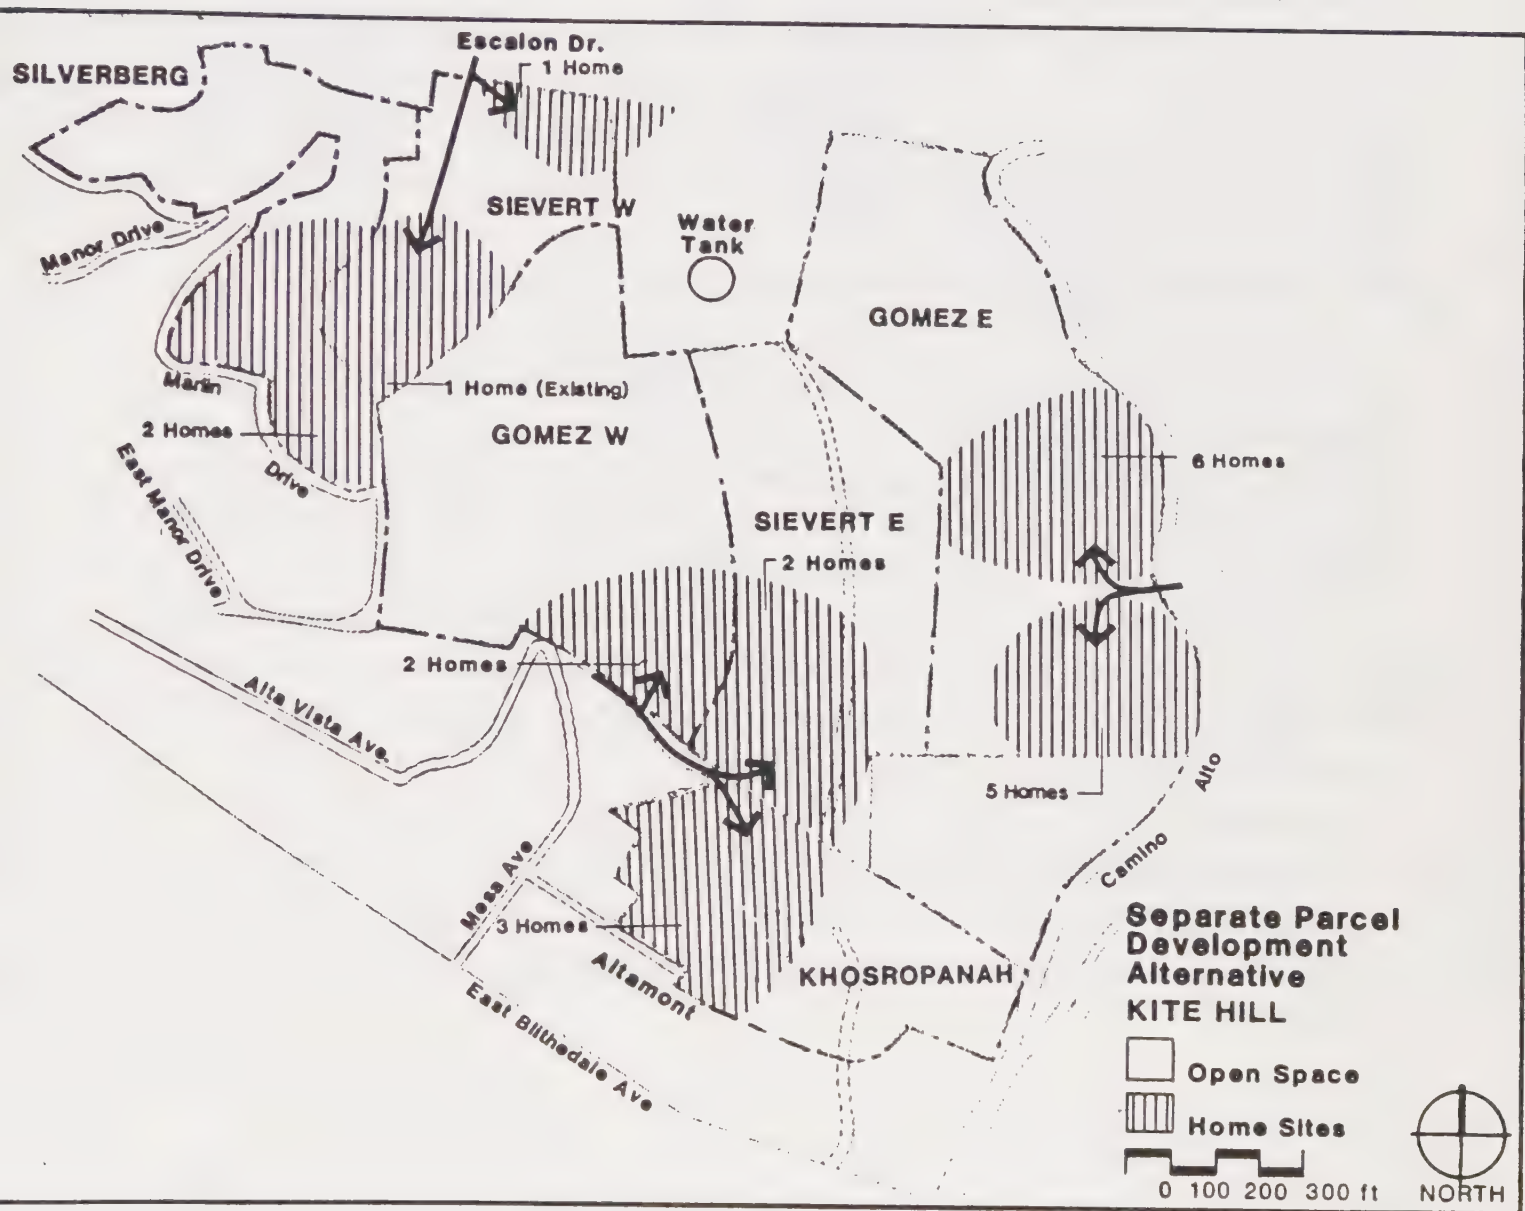 Escalon Dr.
1 Home
SILVERBERG
SIEVERT W
Water
Tank
Manor Drive
GOMEZ E
Marlin
1 Home (Existing)
2 Homes
GOMEZ W
East Manor Drive
Drive
6 Homes
SIEVERT E
2 Homes
2 Homes
Alta Vista Ave.
5 Homes
Camino Alto
Mesa Ave
3 Homes
Altamont
KHOSROPANAH
East Blithedale Ave
Separate Parcel
Development
Alternative
KITE HILL
Open Space
Home Sites
0 100 200 300 ft
NORTH